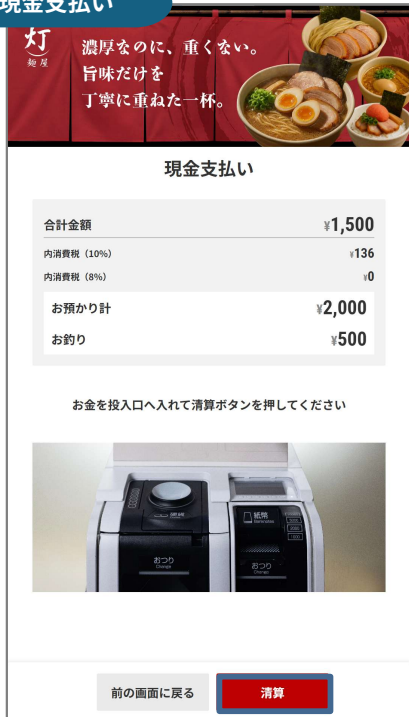 現金支払い
灯
麺屋
濃厚なのに、重くない。
旨味だけを
丁寧に重ねた一杯。
現金支払い
合計金額 ¥1,500
内消費税（10%） ¥136
内消費税（8%） ¥0
お預かり計 ¥2,000
お釣り ¥500
お金を投入口へ入れて清算ボタンを押してください
紙幣
おつり
Change
おつり
Change
前の画面に戻る
清算